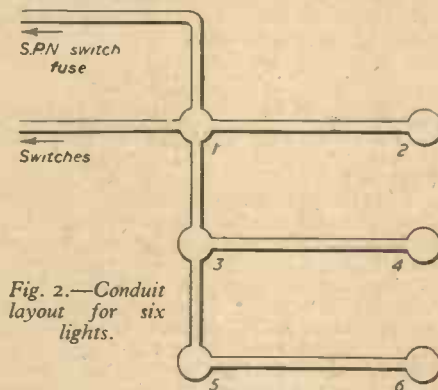 S.P.N switch
fuse
Switches
1
2
3
4
Fig. 2.—Conduit
layout for six
lights.
5
6